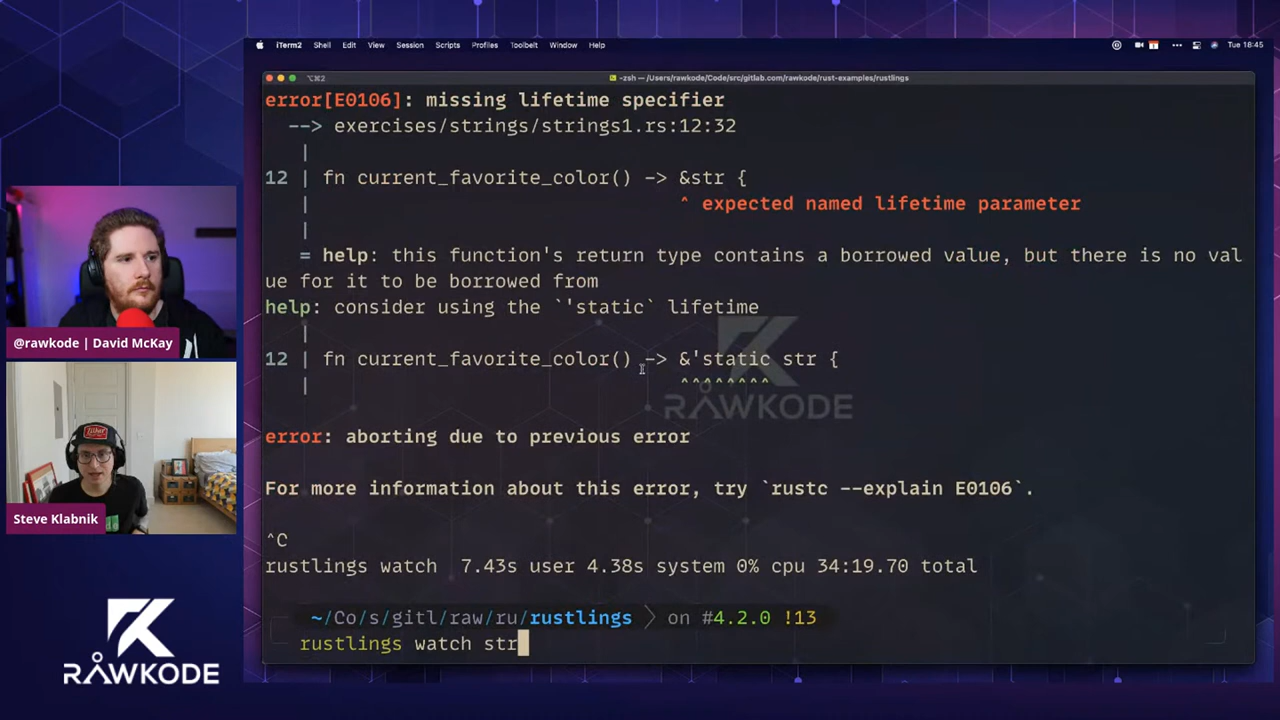 iTerm2 Shell Edit View Session Scripts Profiles Toolbelt Window Help
Tue 18:45
⌥⌘2
-zsh — /Users/rawkode/Code/src/gitlab.com/rawkode/rust-examples/rustlings
error[E0106]: missing lifetime specifier
--> exercises/strings/strings1.rs:12:32
|
12 | fn current_favorite_color() -> &str {
| ^ expected named lifetime parameter
|
= help: this function's return type contains a borrowed value, but there is no val
ue for it to be borrowed from
help: consider using the `'static` lifetime
|
12 | fn current_favorite_color() -> &'static str {
| ^^^^^^^^
RAWKODE
error: aborting due to previous error
For more information about this error, try `rustc --explain E0106`.
^C
rustlings watch 7.43s user 4.38s system 0% cpu 34:19.70 total
~/Co/s/gitl/raw/ru/rustlings on #4.2.0 !13
rustlings watch str
@rawkode | David McKay
Steve Klabnik
RAWKODE